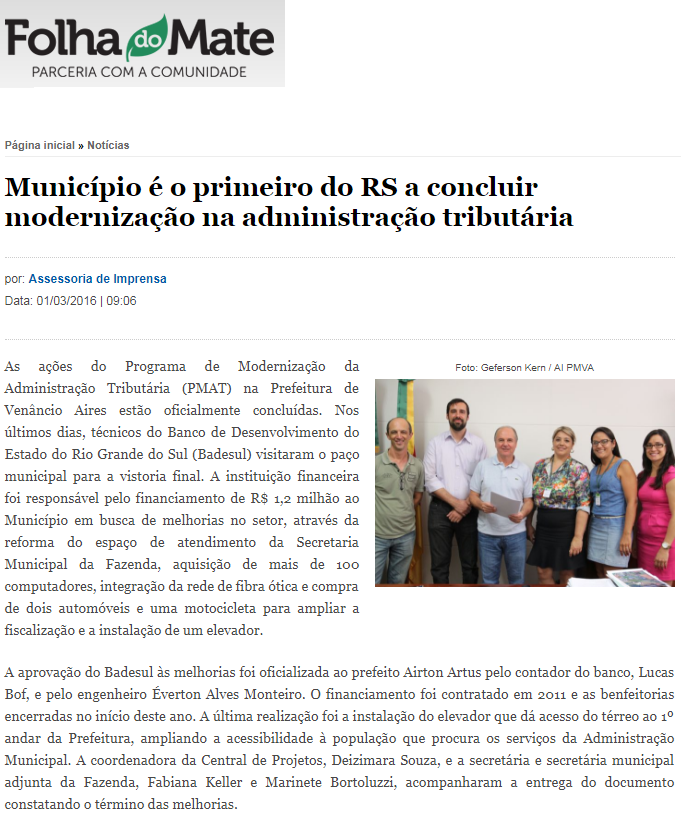 Folha do Mate
PARCERIA COM A COMUNIDADE
Página inicial » Notícias
Município é o primeiro do RS a concluir
modernização na administração tributária
por: Assessoria de Imprensa
Data: 01/03/2016 | 09:06
As ações do Programa de Modernização da
Administração Tributária (PMAT) na Prefeitura de
Venâncio Aires estão oficialmente concluídas. Nos
últimos dias, técnicos do Banco de Desenvolvimento do
Estado do Rio Grande do Sul (Badesul) visitaram o paço
municipal para a vistoria final. A instituição financeira
foi responsável pelo financiamento de R$ 1,2 milhão ao
Município em busca de melhorias no setor, através da
reforma do espaço de atendimento da Secretaria
Municipal da Fazenda, aquisição de mais de 100
computadores, integração da rede de fibra ótica e compra
de dois automóveis e uma motocicleta para ampliar a
fiscalização e a instalação de um elevador.
Foto: Geferson Kern / AI PMVA
A aprovação do Badesul às melhorias foi oficializada ao prefeito Airton Artus pelo contador do banco, Lucas
Bof, e pelo engenheiro Éverton Alves Monteiro. O financiamento foi contratado em 2011 e as benfeitorias
encerradas no início deste ano. A última realização foi a instalação do elevador que dá acesso do térreo ao 1º
andar da Prefeitura, ampliando a acessibilidade à população que procura os serviços da Administração
Municipal. A coordenadora da Central de Projetos, Deizimara Souza, e a secretária e secretária municipal
adjunta da Fazenda, Fabiana Keller e Marinete Bortoluzzi, acompanharam a entrega do documento
constatando o término das melhorias.